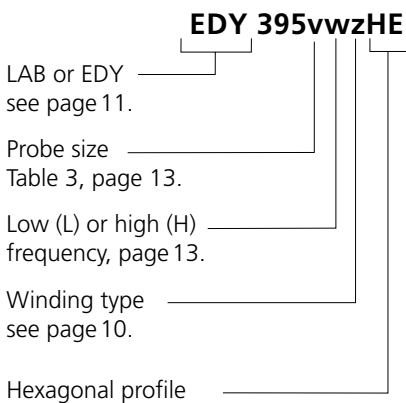 EDY 395vwzHE
LAB or EDY
see page 11.
Probe size
Table 3, page 13.
Low (L) or high (H)
frequency, page 13.
Winding type
see page 10.
Hexagonal profile